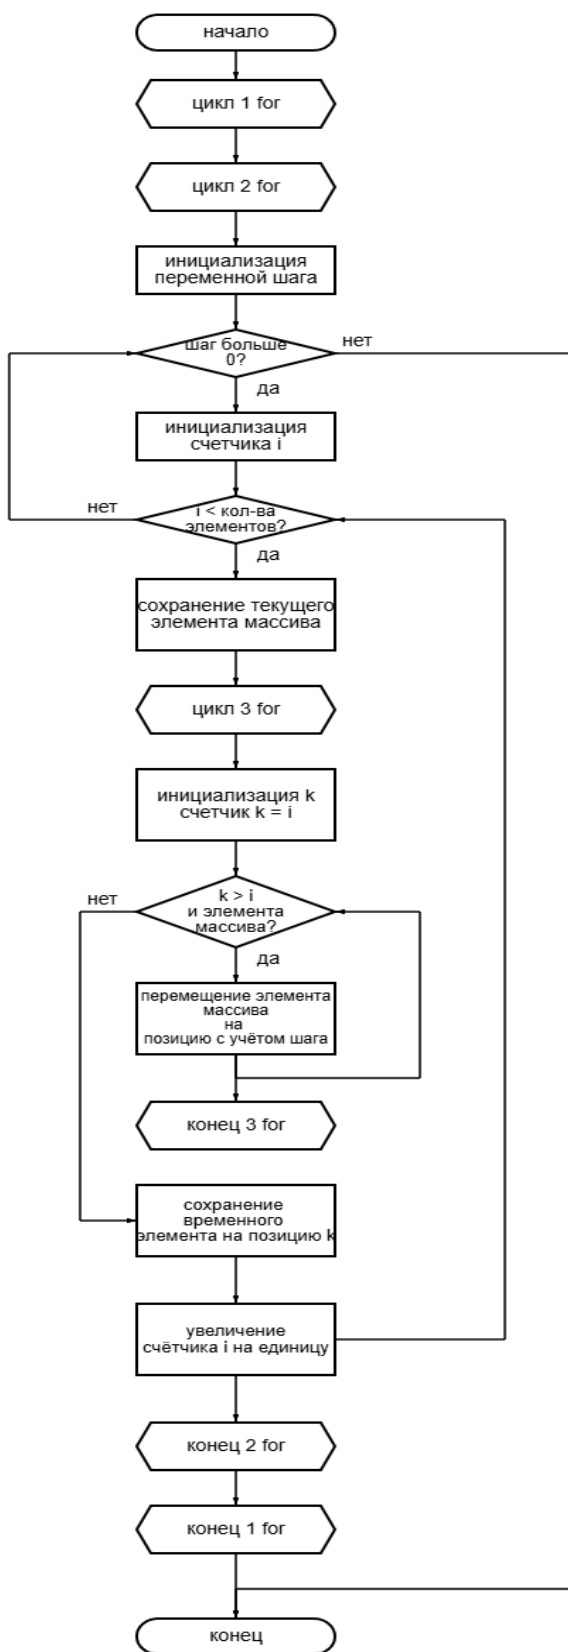 начало
цикл 1 for
цикл 2 for
инициализация
переменной шага
шаг больше
0?
нет
да
инициализация
счетчика i
i < кол-ва
элементов?
нет
да
сохранение текущего
элемента массива
цикл 3 for
инициализация k
счетчик k = i
k > i
и элемента
массива?
нет
да
перемещение элемента
массива
на
позицию с учётом шага
конец 3 for
сохранение
временного
элемента на позицию k
увеличение
счётчика i на единицу
конец 2 for
конец 1 for
конец